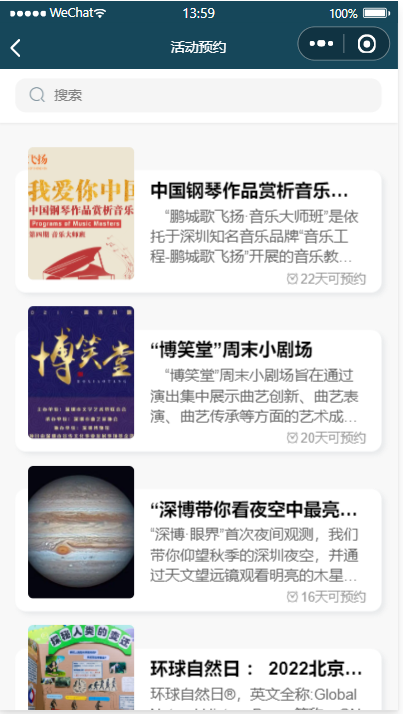 WeChat
13:59
100%
活动预约
搜索
飞扬
我爱你中国
中国钢琴作品赏析音乐
Programs of Music Masters
第四期 音乐大师班
中国钢琴作品赏析音乐...
“鹏城歌飞扬·音乐大师班”是依
托于深圳知名音乐品牌“音乐工
程-鹏城歌飞扬”开展的音乐教...
22天可预约
博笑堂
“博笑堂”周末小剧场
“博笑堂”周末小剧场旨在通过
演出集中展示曲艺创新、曲艺表
演、曲艺传承等方面的艺术成...
20天可预约
“深博带你看夜空中最亮...
“深博·眼界”首次夜间观测，我们
带你仰望秋季的深圳夜空，并通
过天文望远镜观看明亮的木星...
16天可预约
探秘人类的变迁
环球自然日： 2022北京...
环球自然日®，英文全称:Global